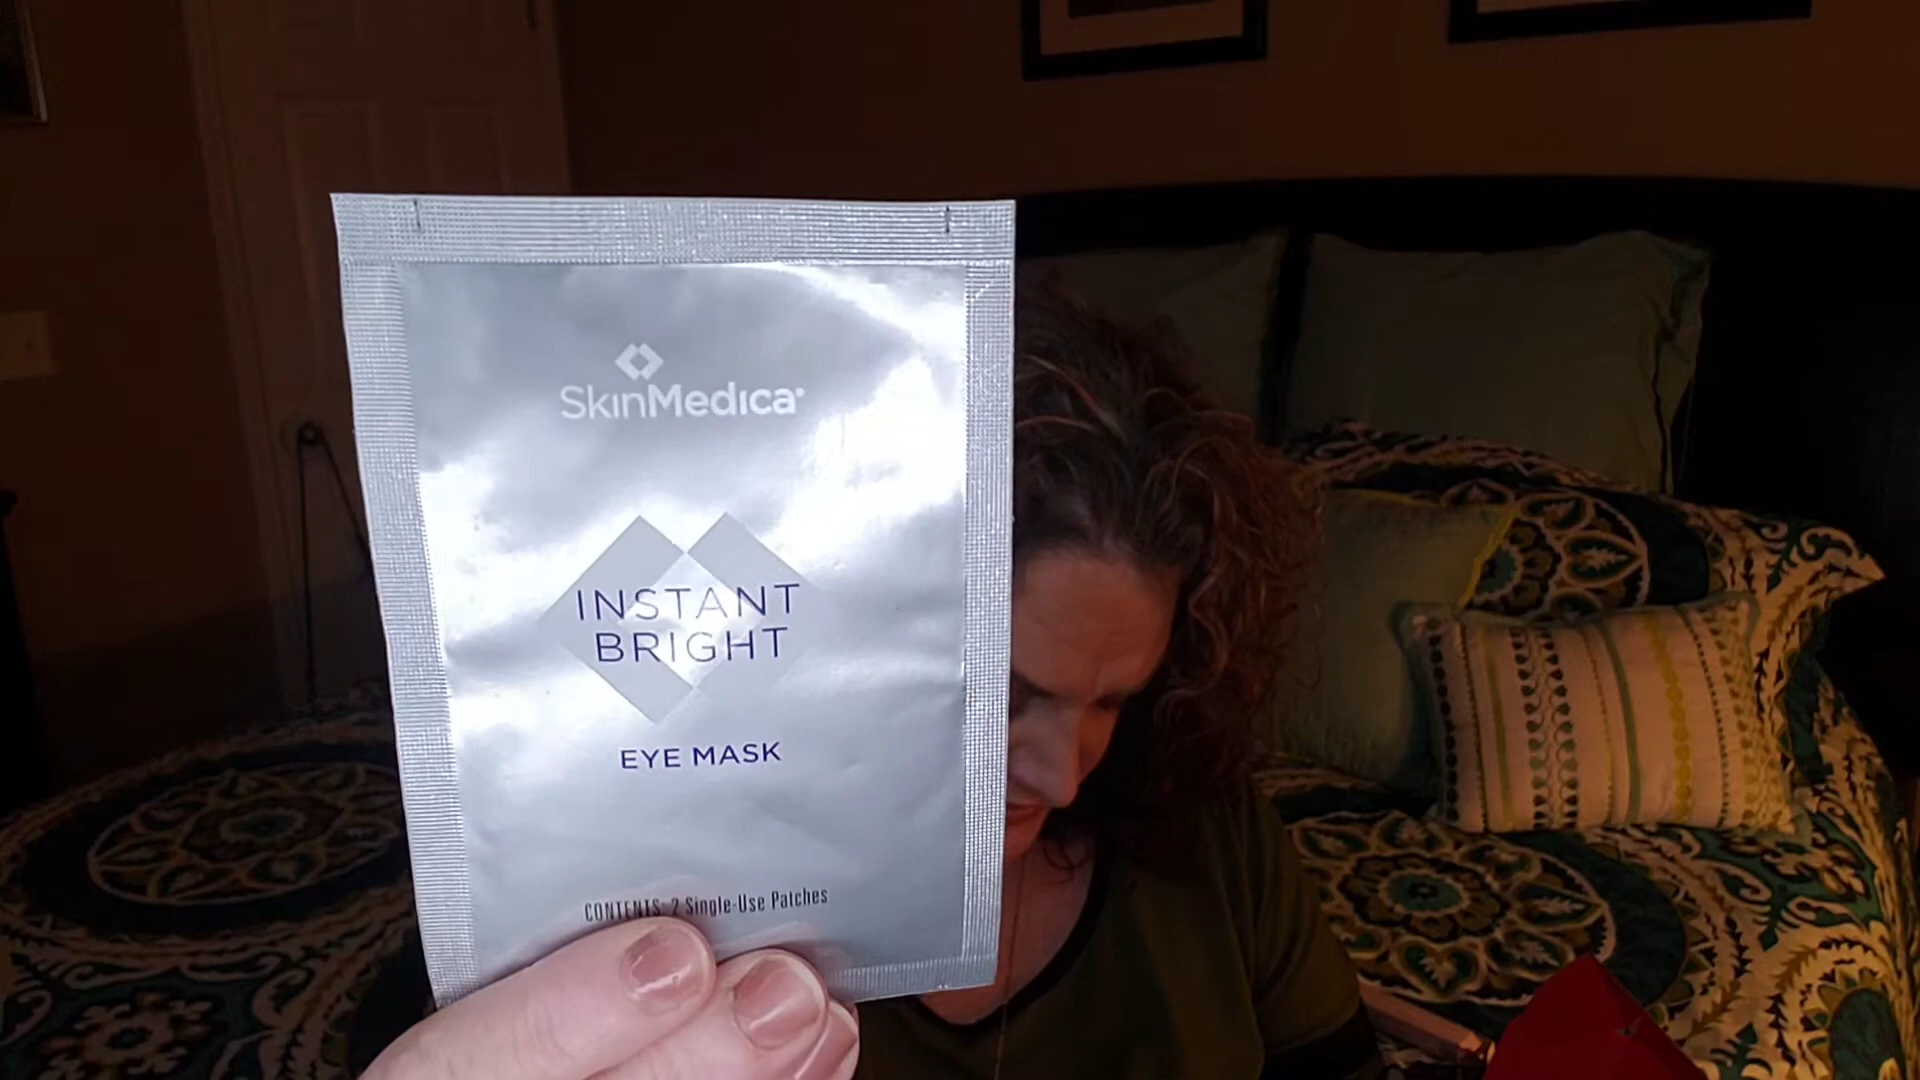 SkinMedica®
INSTANT
BRIGHT
EYE MASK
CONTENTS: 2 Single-Use Patches